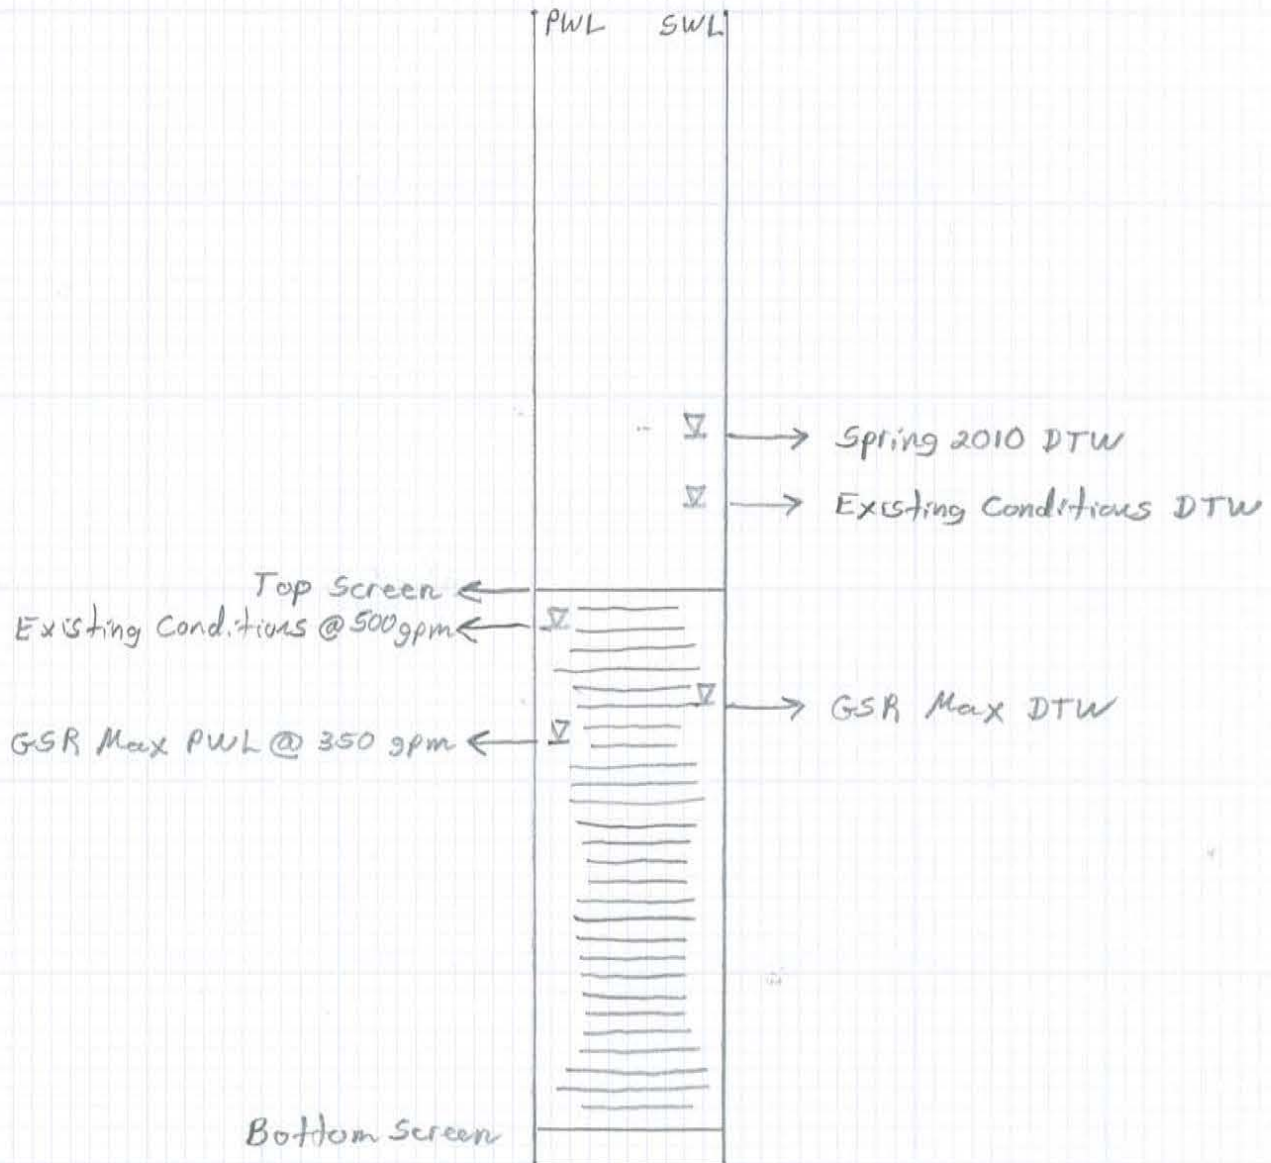 PWL SWL
Spring 2010 DTW
Existing Conditions DTW
Top Screen
Existing Conditions @ 500gpm
GSR Max DTW
GSR Max PWL @ 350 gpm
Bottom Screen